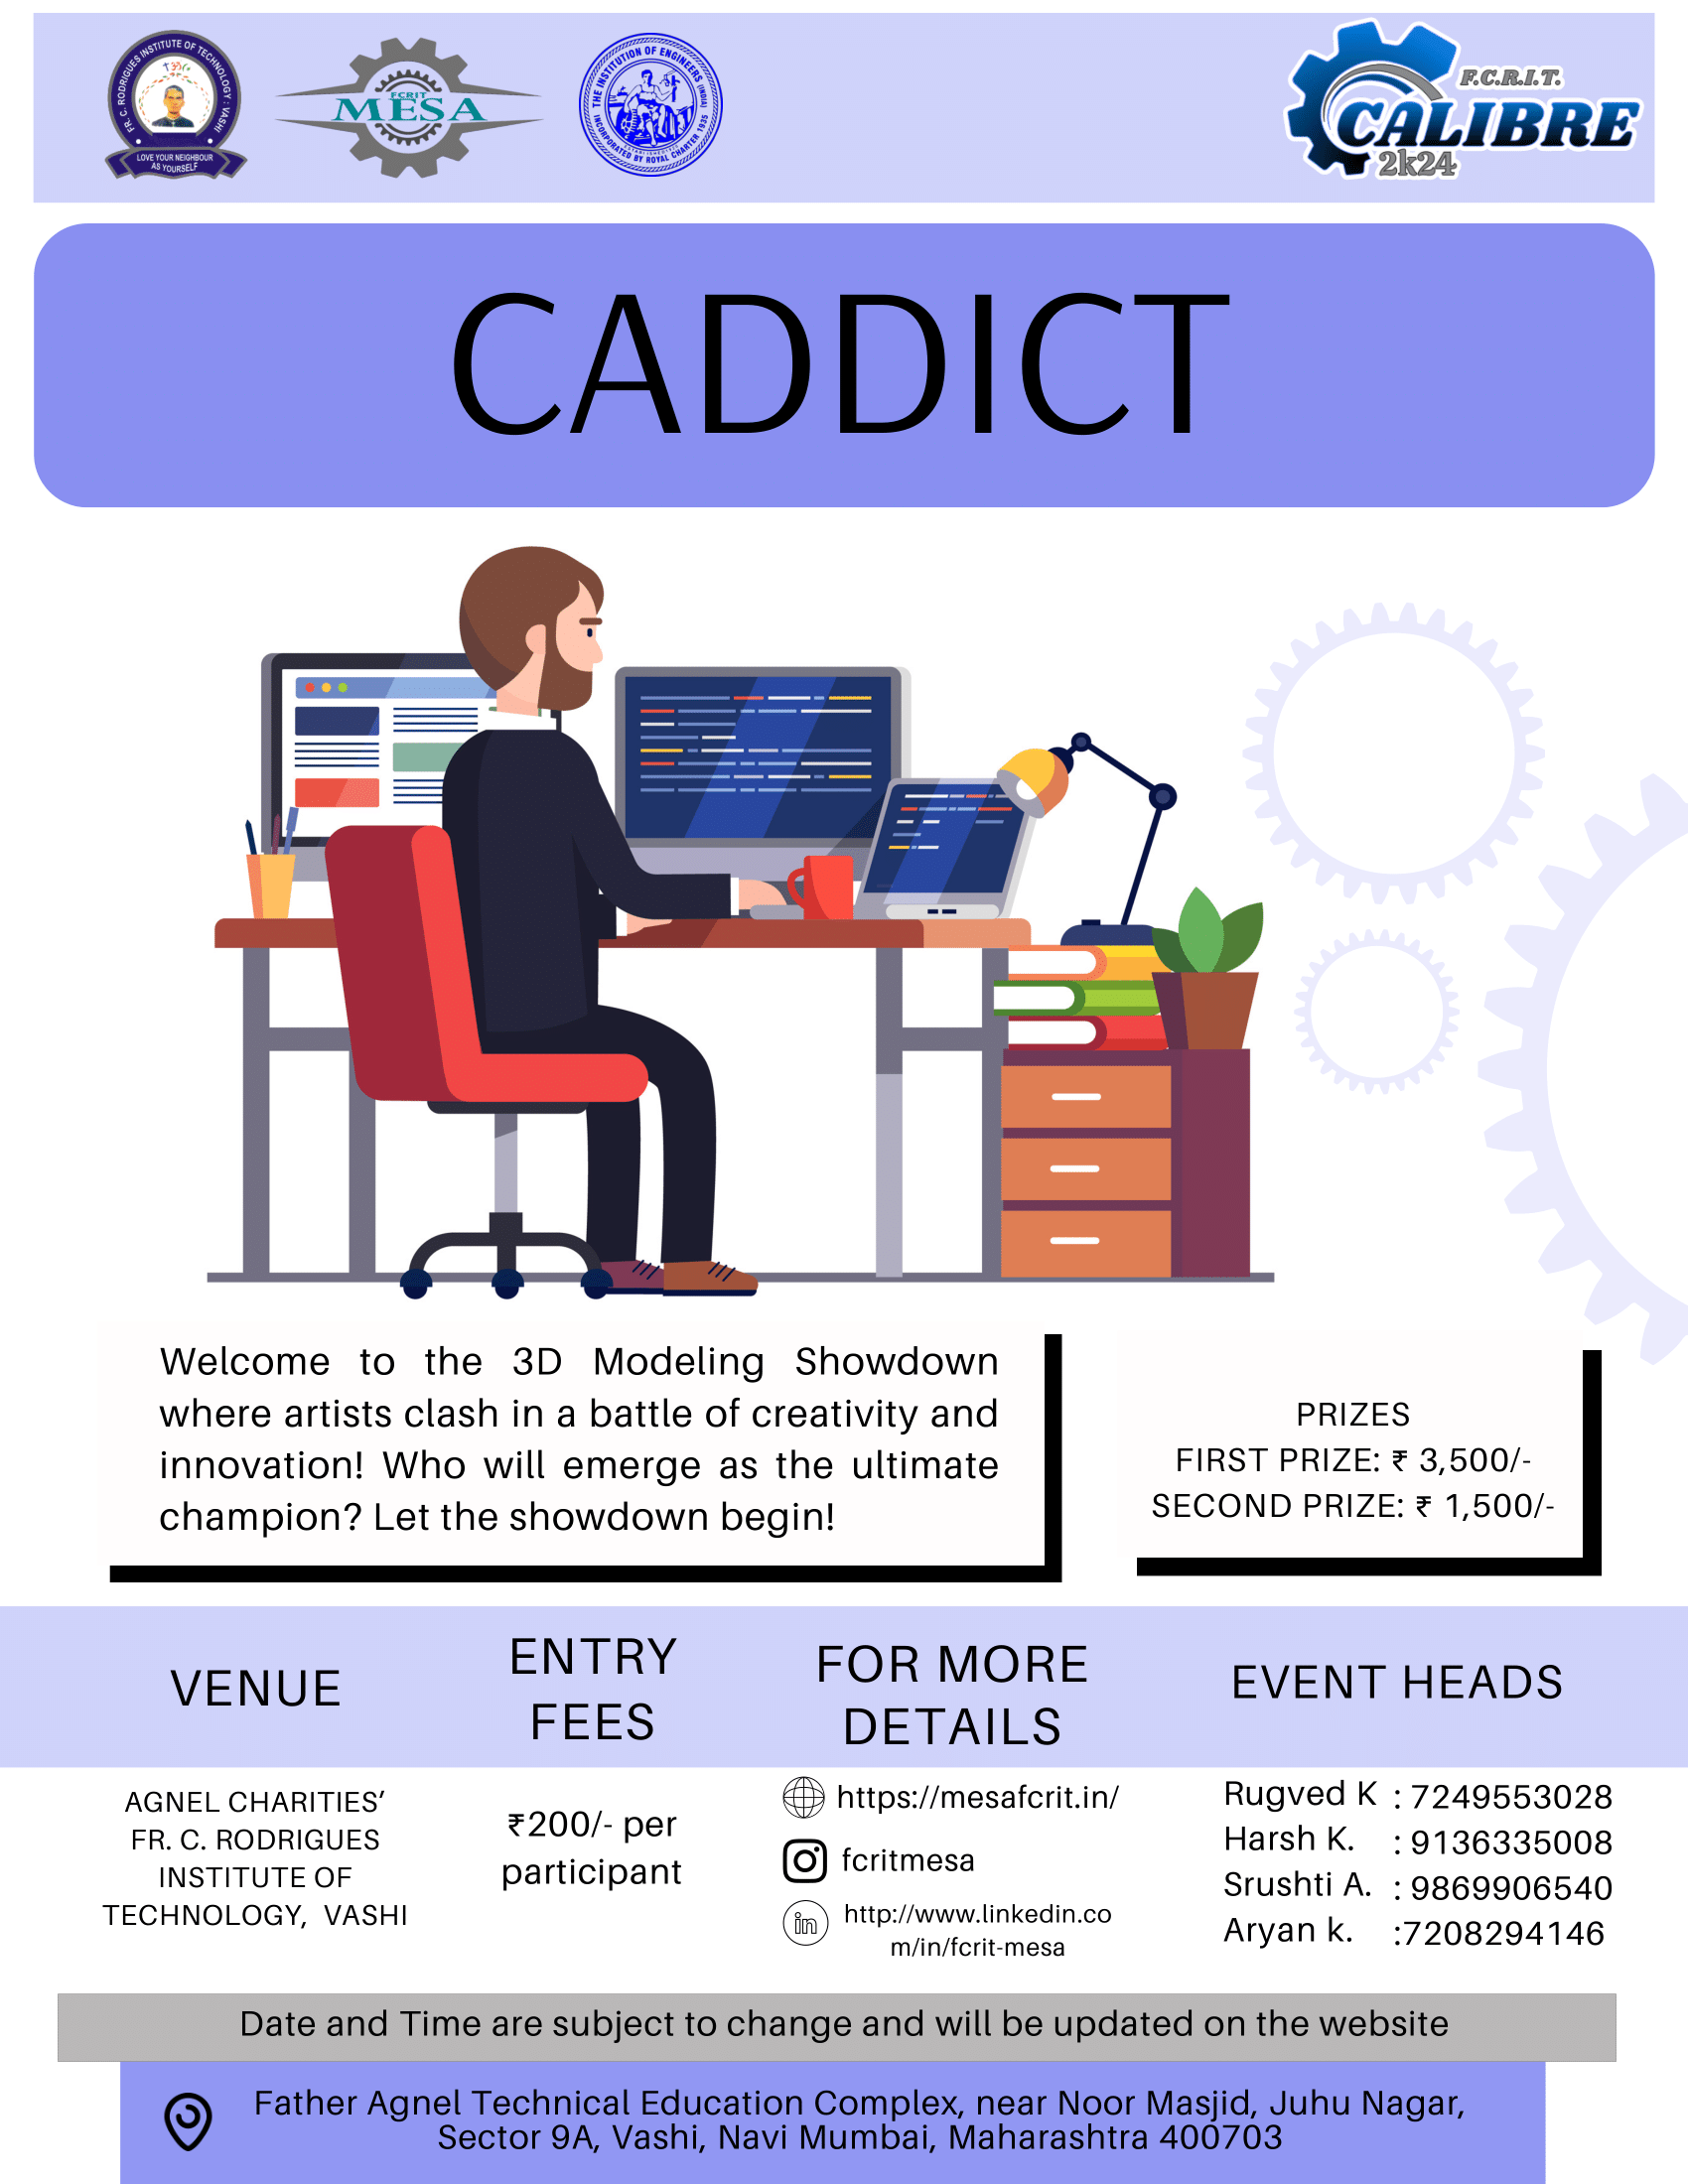 FR. C. RODRIGUES INSTITUTE OF TECHNOLOGY : VASHI
LOVE YOUR NEIGHBOUR
AS YOURSELF
FCRIT
MESA
THE INSTITUTION OF ENGINEERS (INDIA)
INCORPORATED BY ROYAL CHARTER 1935
F.C.R.I.T.
CALIBRE
2k24
CADDICT
Welcome to the 3D Modeling Showdown
where artists clash in a battle of creativity and
innovation! Who will emerge as the ultimate
champion? Let the showdown begin!
PRIZES
FIRST PRIZE: ₹ 3,500/-
SECOND PRIZE: ₹ 1,500/-
VENUE
AGNEL CHARITIES’
FR. C. RODRIGUES
INSTITUTE OF
TECHNOLOGY, VASHI
ENTRY
FEES
₹200/- per
participant
FOR MORE
DETAILS
https://mesafcrit.in/
fcritmesa
in
http://www.linkedin.co
m/in/fcrit-mesa
EVENT HEADS
Rugved K : 7249553028
Harsh K. : 9136335008
Srushti A. : 9869906540
Aryan k. :7208294146
Date and Time are subject to change and will be updated on the website
Father Agnel Technical Education Complex, near Noor Masjid, Juhu Nagar,
Sector 9A, Vashi, Navi Mumbai, Maharashtra 400703